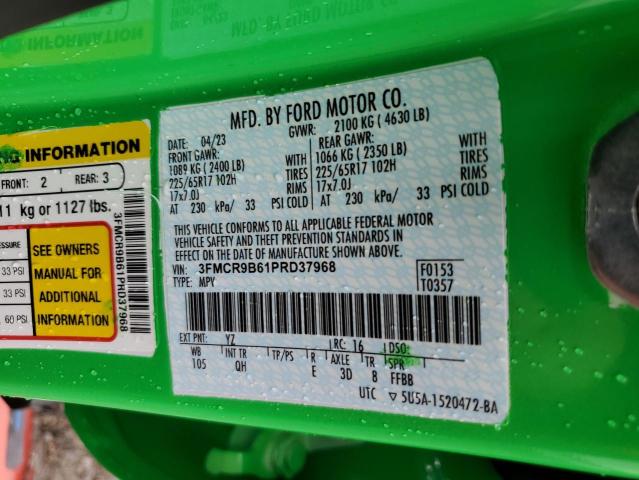 MFD. BY FORD MOTOR CO.
DATE: 04/23 GVWR: 2100 KG ( 4630 LB)
FRONT GAWR: REAR GAWR:
1089 KG ( 2400 LB) WITH 1066 KG ( 2350 LB) WITH
225/65R17 102H TIRES 225/65R17 102H TIRES
17x7.0J RIMS 17x7.0J RIMS
AT 230 kPa/ 33 PSI COLD AT 230 kPa/ 33 PSI COLD
THIS VEHICLE CONFORMS TO ALL APPLICABLE FEDERAL MOTOR
VEHICLE SAFETY AND THEFT PREVENTION STANDARDS IN
EFFECT ON THE DATE OF MANUFACTURE SHOWN ABOVE.
VIN: 3FMCR9B61PRD37968 F0153
TYPE: MPV T0357
EXT PNT: YZ RC: 16 DSO:
WB INT TR TP/PS R AXLE TR SPR
105 QH E 3D 8 FFBB
UTC ▽ 5U5A-1520472-BA
INFORMATION
FRONT: 2 REAR: 3
kg or 1127 lbs.
33 PSI
33 PSI
60 PSI
SEE OWNERS
MANUAL FOR
ADDITIONAL
INFORMATION
3FMCR9B61PRD37968